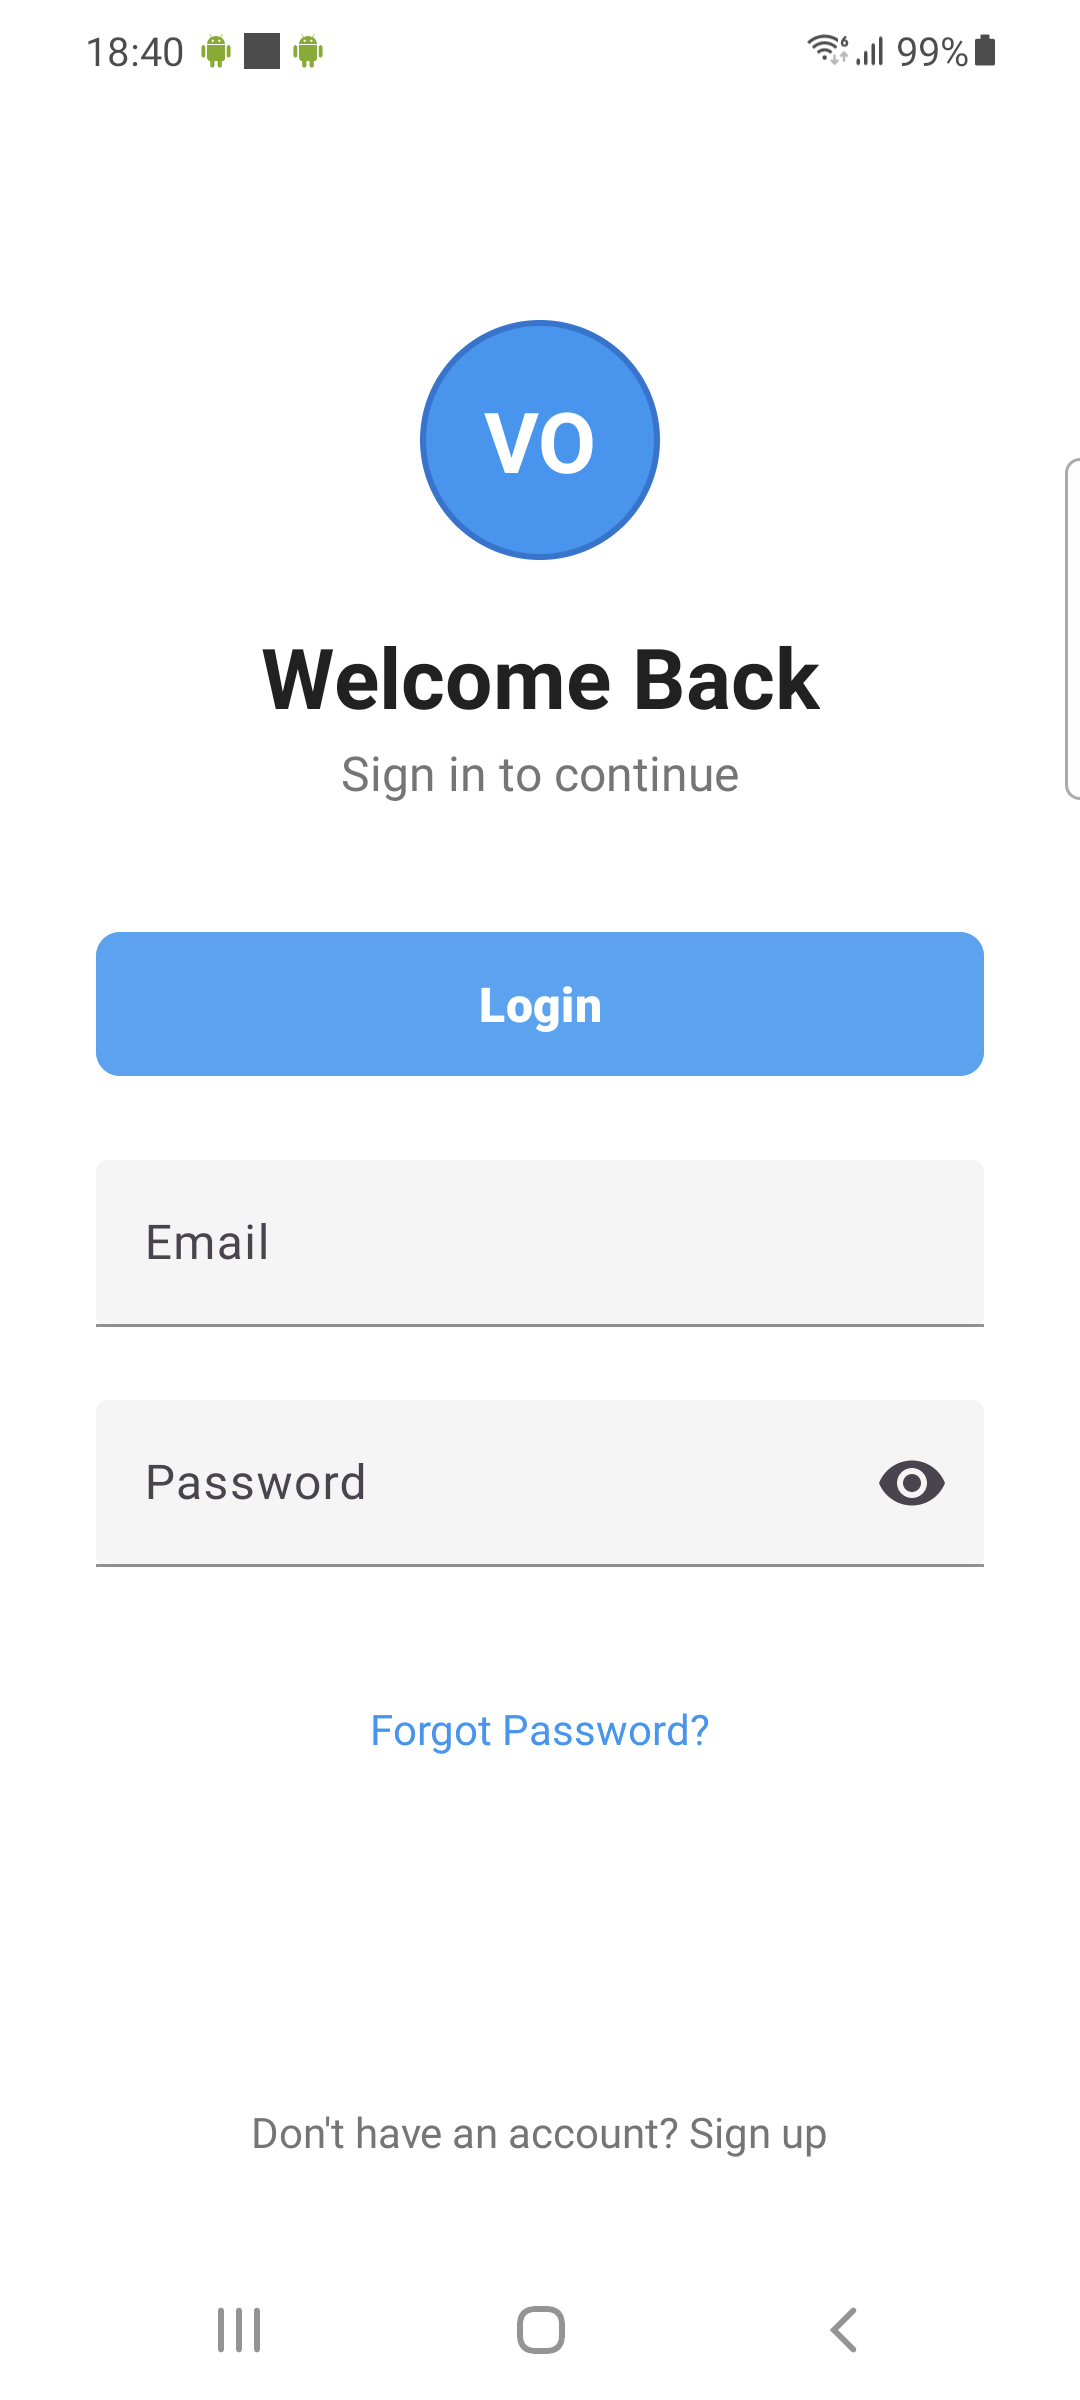 18:40 99%
VO
Welcome Back
Sign in to continue
Login
Email
Password
Forgot Password?
Don't have an account? Sign up